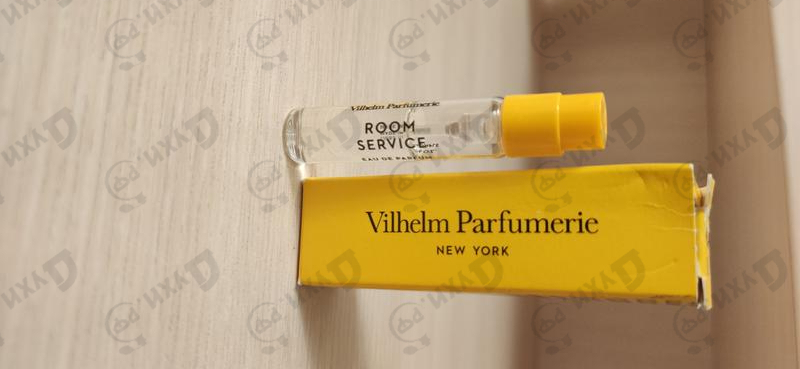 Vilhelm Parfumerie
ROOM
SERVICE
EAU DE PARFUM
Vilhelm Parfumerie
NEW YORK